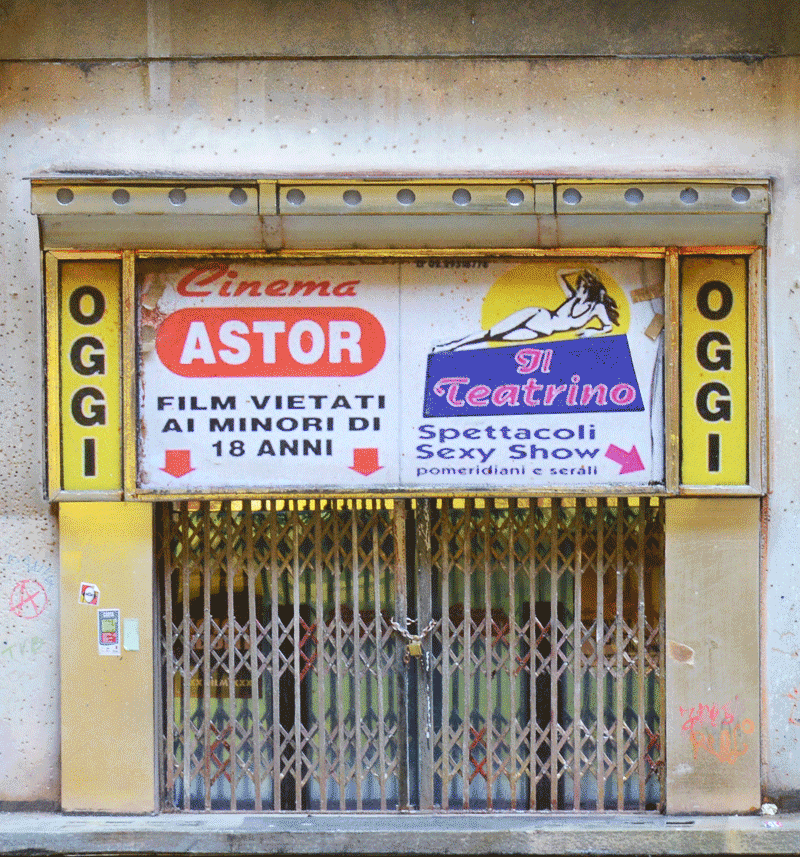 OGGI
Cinema
ASTOR
FILM VIETATI
AI MINORI DI
18 ANNI
Il
Teatrino
Spettacoli
Sexy Show
pomeridiani e serali
OGGI